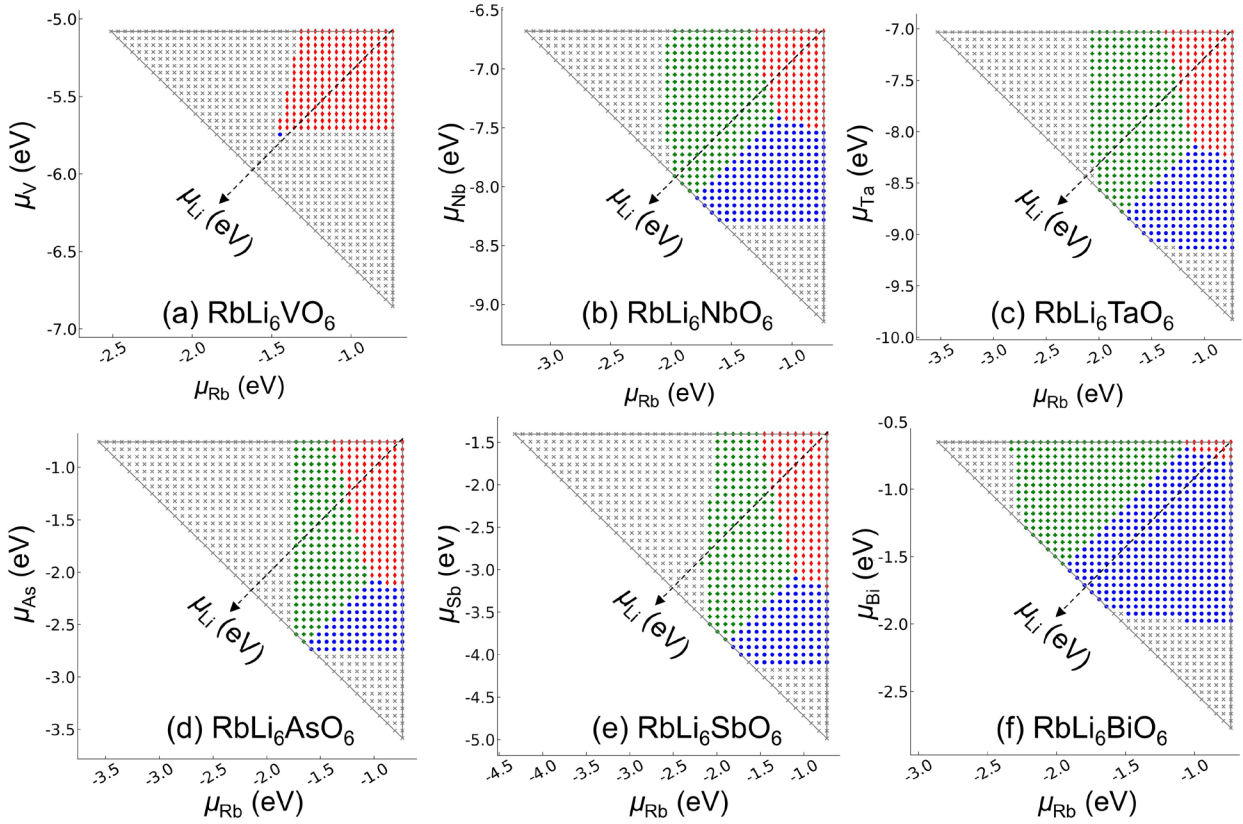 -5.0
-5.5
-6.0
-6.5
-7.0
μV (eV)
μLi (eV)
(a) RbLi6VO6
-2.5 -2.0 -1.5 -1.0
μRb (eV)
-6.5
-7.0
-7.5
-8.0
-8.5
-9.0
μNb (eV)
μLi (eV)
(b) RbLi6NbO6
-3.0 -2.5 -2.0 -1.5 -1.0
μRb (eV)
-7.0
-7.5
-8.0
-8.5
-9.0
-9.5
-10.0
μTa (eV)
μLi (eV)
(c) RbLi6TaO6
-3.5 -3.0 -2.5 -2.0 -1.5 -1.0
μRb (eV)
-1.0
-1.5
-2.0
-2.5
-3.0
-3.5
μAs (eV)
μLi (eV)
(d) RbLi6AsO6
-3.5 -3.0 -2.5 -2.0 -1.5 -1.0
μRb (eV)
-1.5
-2.0
-2.5
-3.0
-3.5
-4.0
-4.5
-5.0
μSb (eV)
μLi (eV)
(e) RbLi6SbO6
-4.5 -4.0 -3.5 -3.0 -2.5 -2.0 -1.5 -1.0
μRb (eV)
-0.5
-1.0
-1.5
-2.0
-2.5
μBi (eV)
μLi (eV)
(f) RbLi6BiO6
-3.0 -2.5 -2.0 -1.5 -1.0
μRb (eV)